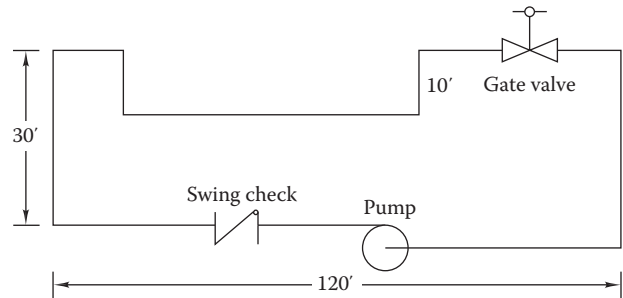 10′
Gate valve
30′
Swing check
Pump
120′